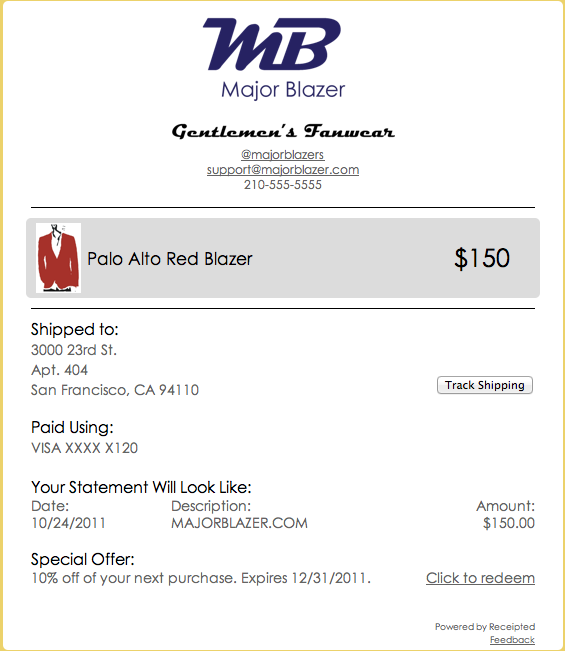 MB
Major Blazer
Gentlemen's Fanwear
@majorblazers
support@majorblazer.com
210-555-5555
Palo Alto Red Blazer $150
Shipped to:
3000 23rd St.
Apt. 404
San Francisco, CA 94110
Track Shipping
Paid Using:
VISA XXXX X120
Your Statement Will Look Like:
Date: Description: Amount:
10/24/2011 MAJORBLAZER.COM $150.00
Special Offer:
10% off of your next purchase. Expires 12/31/2011. Click to redeem
Powered by Receipted
Feedback